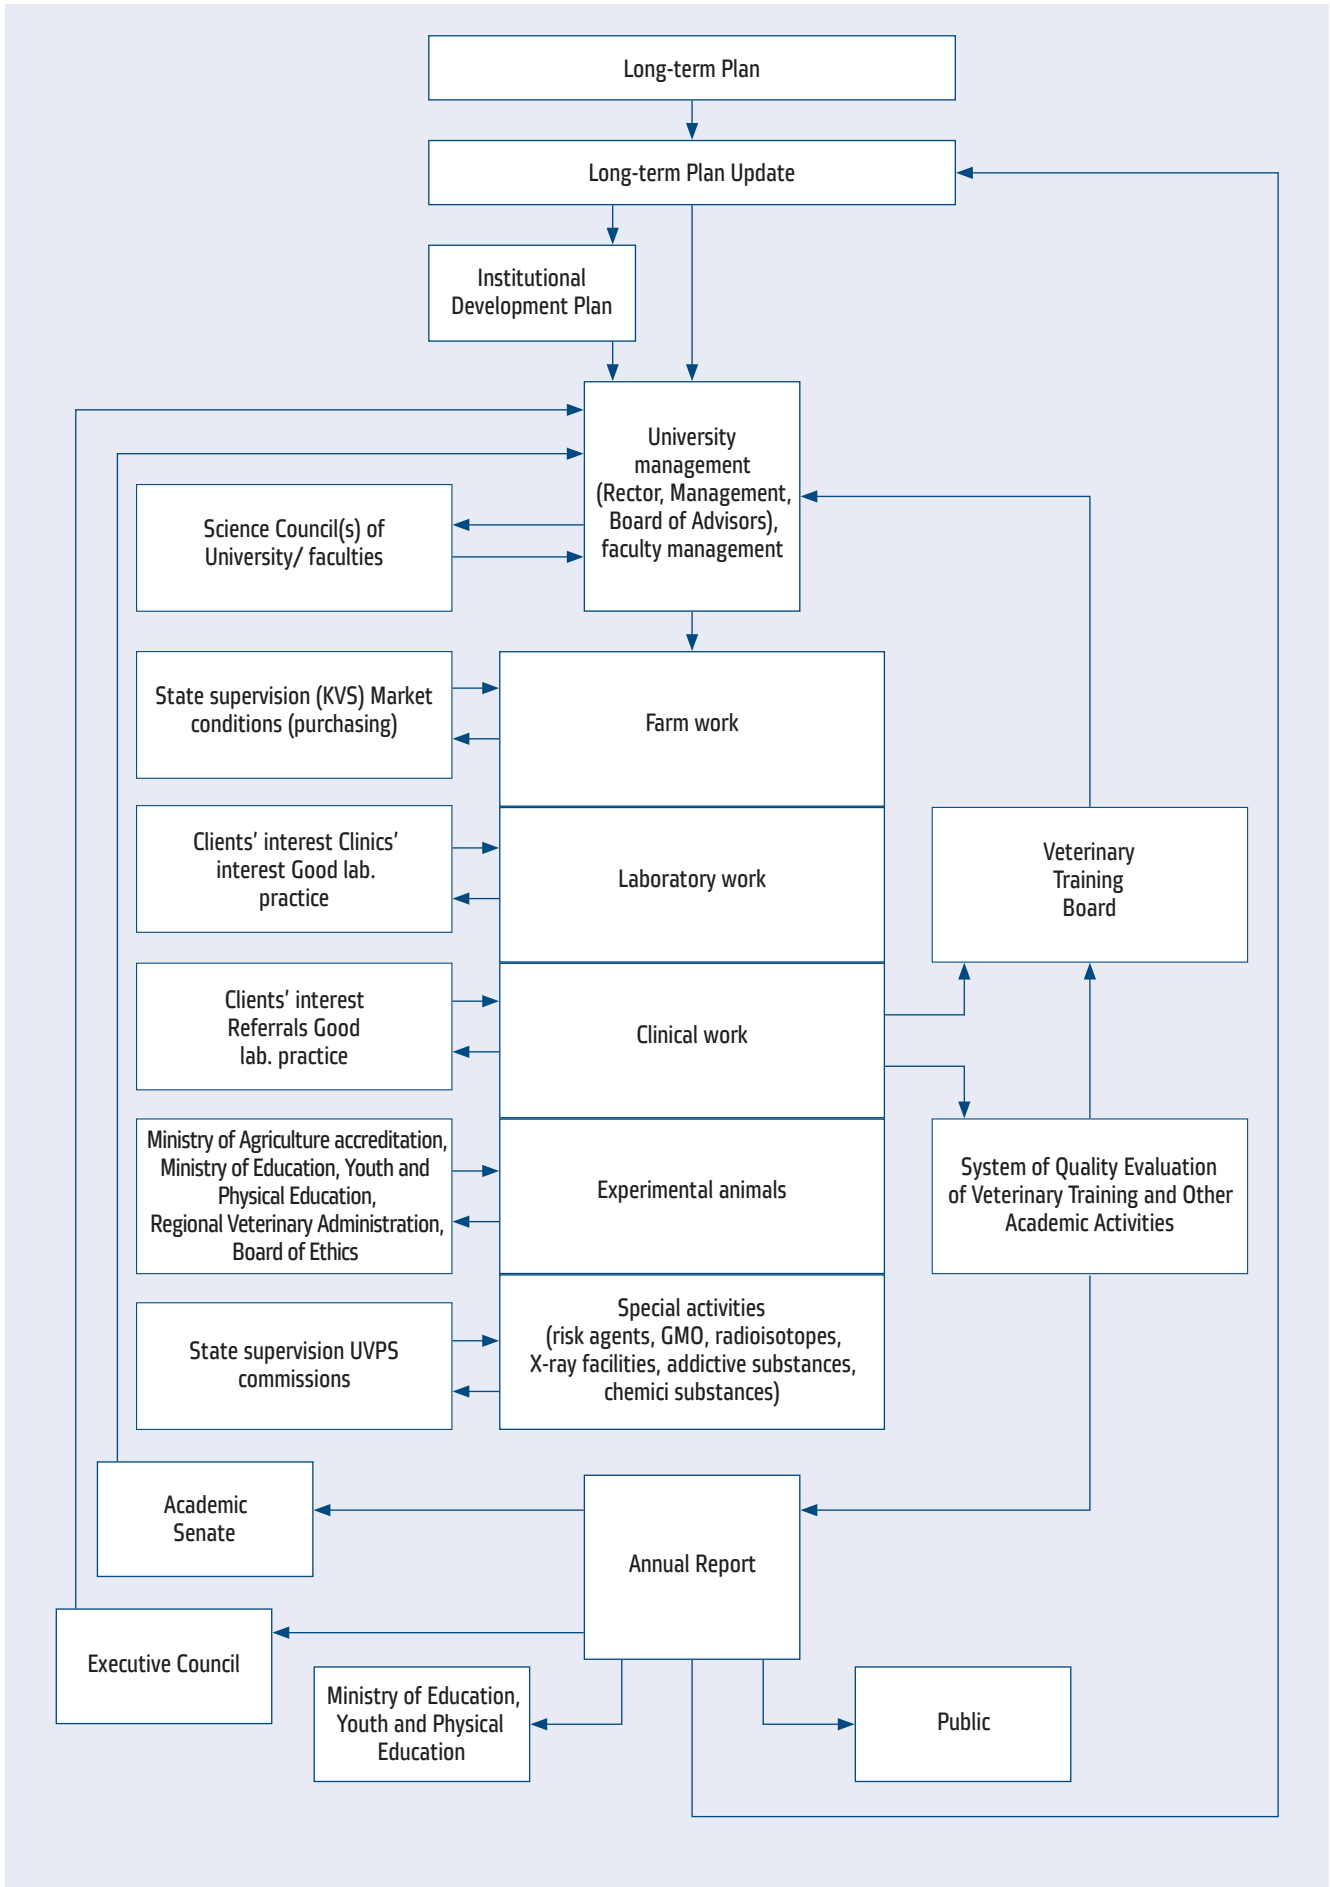 Long-term Plan
Long-term Plan Update
Institutional
Development Plan
University
management
(Rector, Management,
Board of Advisors),
faculty management
Science Council(s) of
University/ faculties
State supervision (KVS) Market
conditions (purchasing)
Farm work
Clients’ interest Clinics’
interest Good lab.
practice
Laboratory work
Veterinary
Training
Board
Clients’ interest
Referrals Good
lab. practice
Clinical work
Ministry of Agriculture accreditation,
Ministry of Education, Youth and
Physical Education,
Regional Veterinary Administration,
Board of Ethics
Experimental animals
System of Quality Evaluation
of Veterinary Training and Other
Academic Activities
State supervision UVPS
commissions
Special activities
(risk agents, GMO, radioisotopes,
X-ray facilities, addictive substances,
chemici substances)
Academic
Senate
Annual Report
Executive Council
Ministry of Education,
Youth and Physical
Education
Public